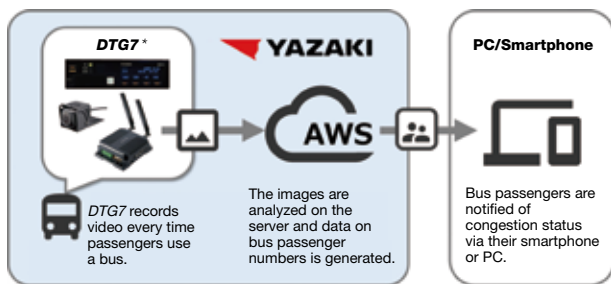 DTG7 *
YAZAKI
PC/Smartphone
AWS
DTG7 records
video every time
passengers use
a bus.
The images are
analyzed on the
server and data on
bus passenger
numbers is generated.
Bus passengers are
notified of
congestion status
via their smartphone
or PC.